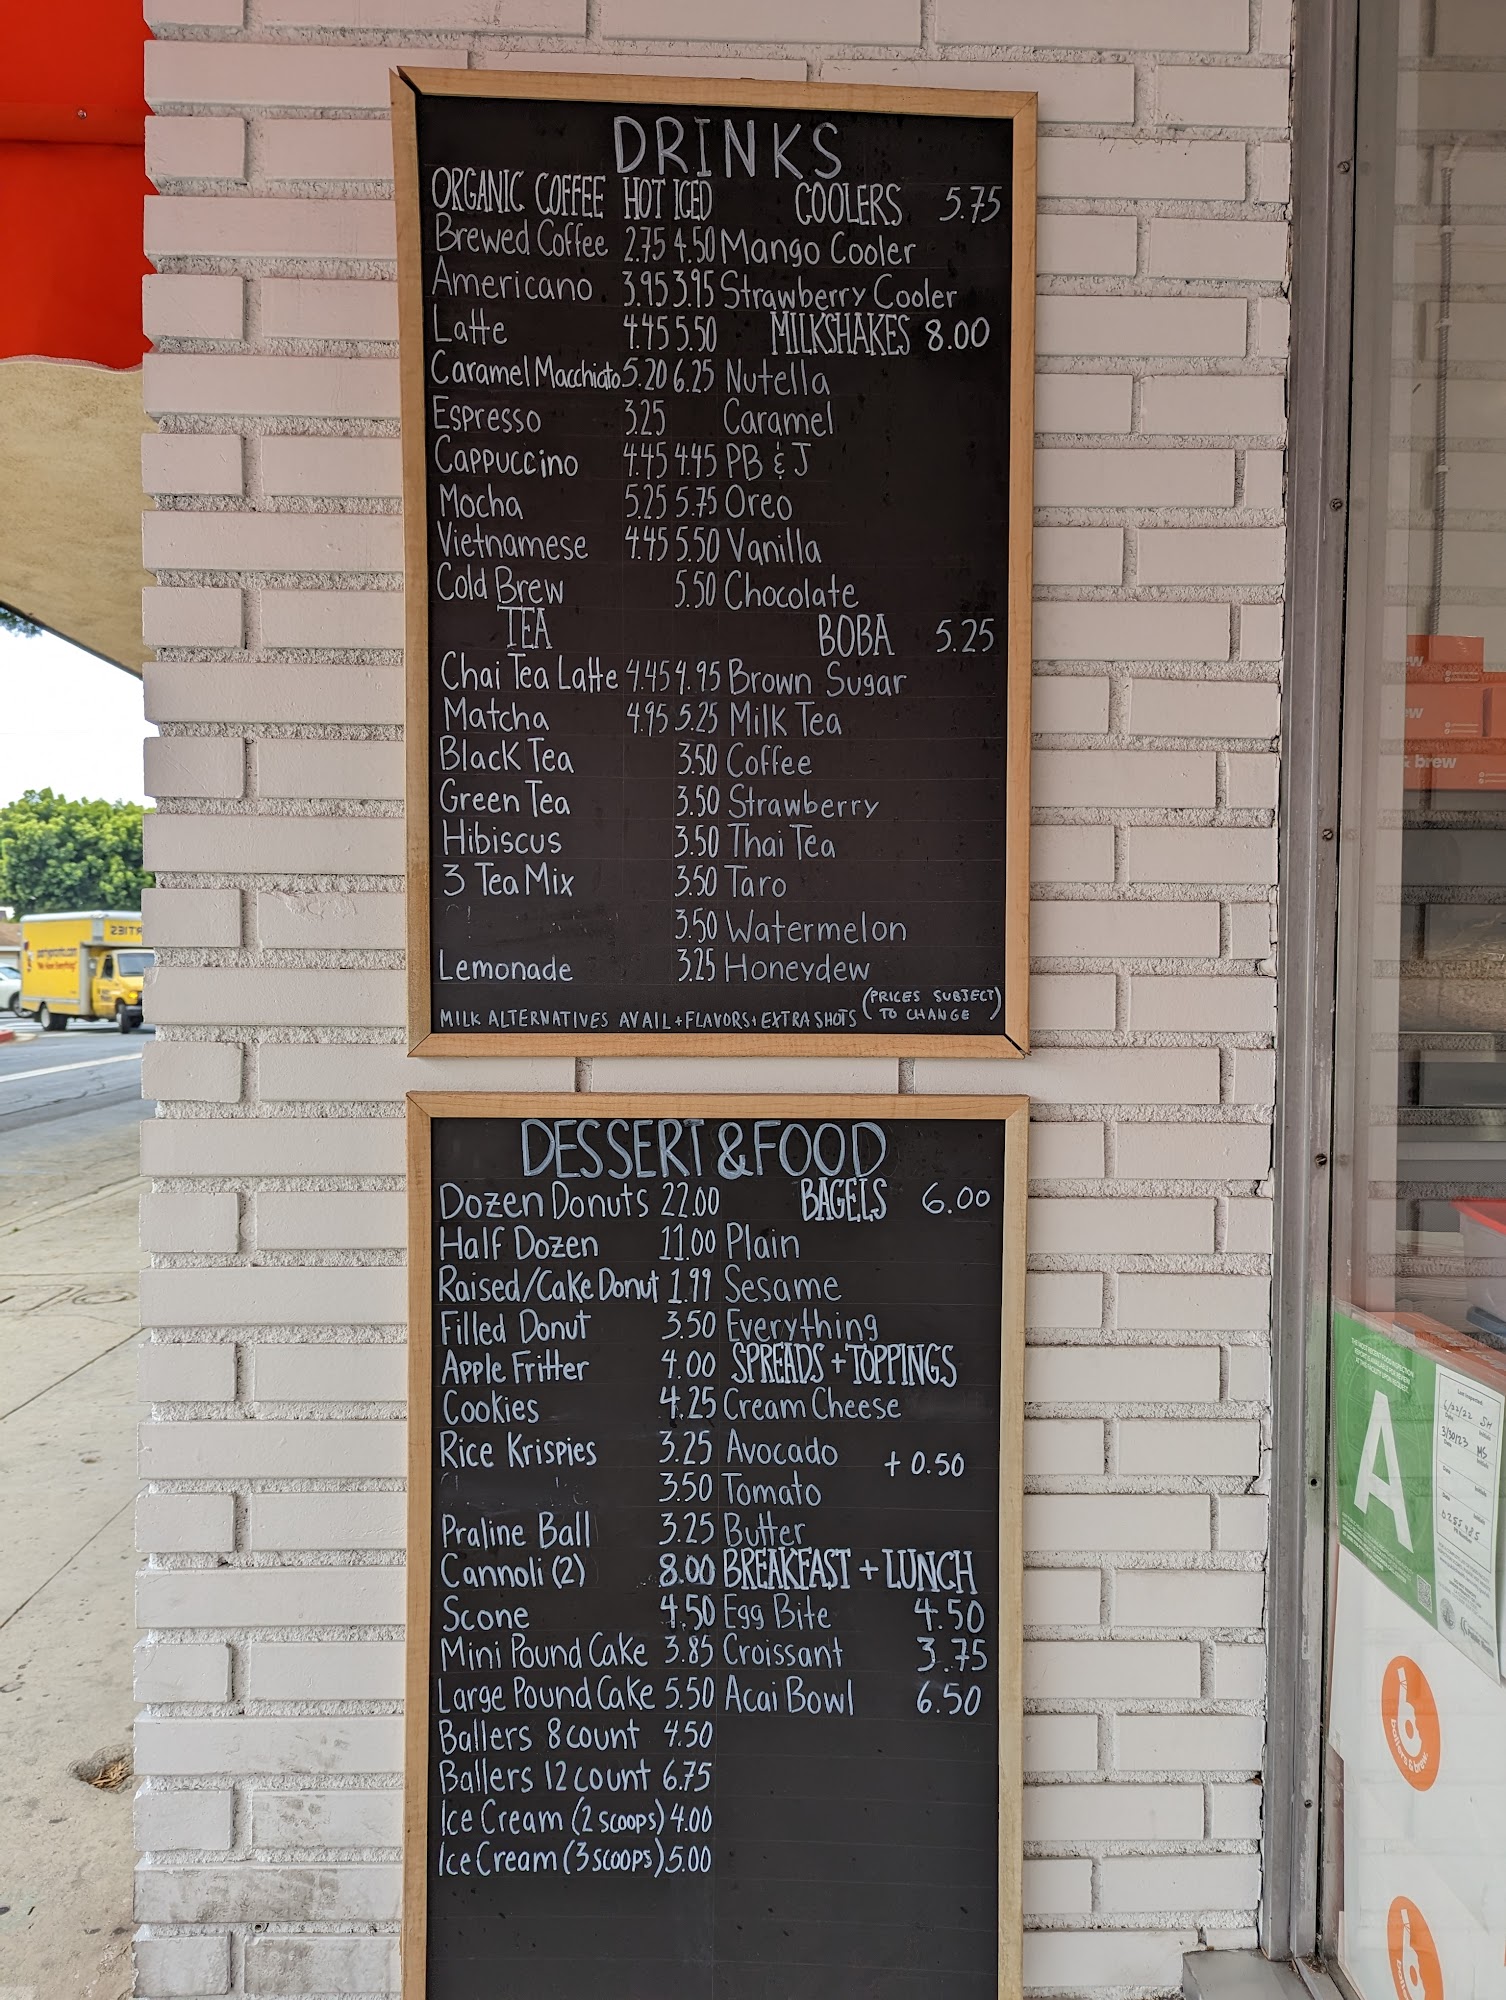 DRINKS
ORGANIC COFFEE HOT ICED
Brewed Coffee 2.75 4.50
Americano 3.95 3.95
Latte 4.45 5.50
Caramel Macchiato 5.20 6.25
Espresso 3.25
Cappuccino 4.45 4.45
Mocha 5.25 5.75
Vietnamese 4.45 5.50
Cold Brew 5.50
TEA
Chai Tea Latte 4.45 4.95
Matcha 4.95 5.25
Black Tea 3.50
Green Tea 3.50
Hibiscus 3.50
3 Tea Mix 3.50
3.50
Lemonade 3.25
COOLERS 5.75
Mango Cooler
Strawberry Cooler
MILKSHAKES 8.00
Nutella
Caramel
PB & J
Oreo
Vanilla
Chocolate
BOBA 5.25
Brown Sugar
Milk Tea
Coffee
Strawberry
Thai Tea
Taro
Watermelon
Honeydew
MILK ALTERNATIVES AVAIL + FLAVORS + EXTRA SHOTS
(PRICES SUBJECT
TO CHANGE)
DESSERT & FOOD
Dozen Donuts 22.00
Half Dozen 11.00
Raised/Cake Donut 1.99
Filled Donut 3.50
Apple Fritter 4.00
Cookies 4.25
Rice Krispies 3.25
3.50
Praline Ball 3.25
Cannoli (2) 8.00
Scone 4.50
Mini Pound Cake 3.85
Large Pound Cake 5.50
Ballers 8 count 4.50
Ballers 12 count 6.75
Ice Cream (2 scoops) 4.00
Ice Cream (3 scoops) 5.00
BAGELS 6.00
Plain
Sesame
Everything
SPREADS + TOPPINGS
Cream Cheese
Avocado + 0.50
Tomato
Butter
BREAKFAST + LUNCH
Egg Bite 4.50
Croissant 3.75
Acai Bowl 6.50
& brew
A
b
ballers & brew
b